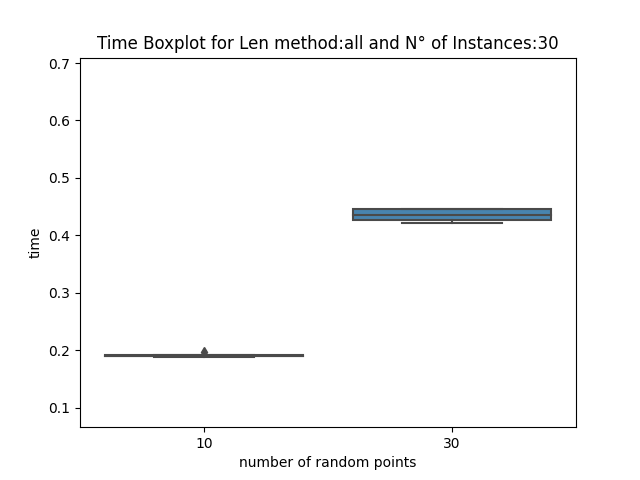 Time Boxplot for Len method:all and N° of Instances:30
0.7
0.6
0.5
0.4
0.3
0.2
0.1
time
10 30
number of random points